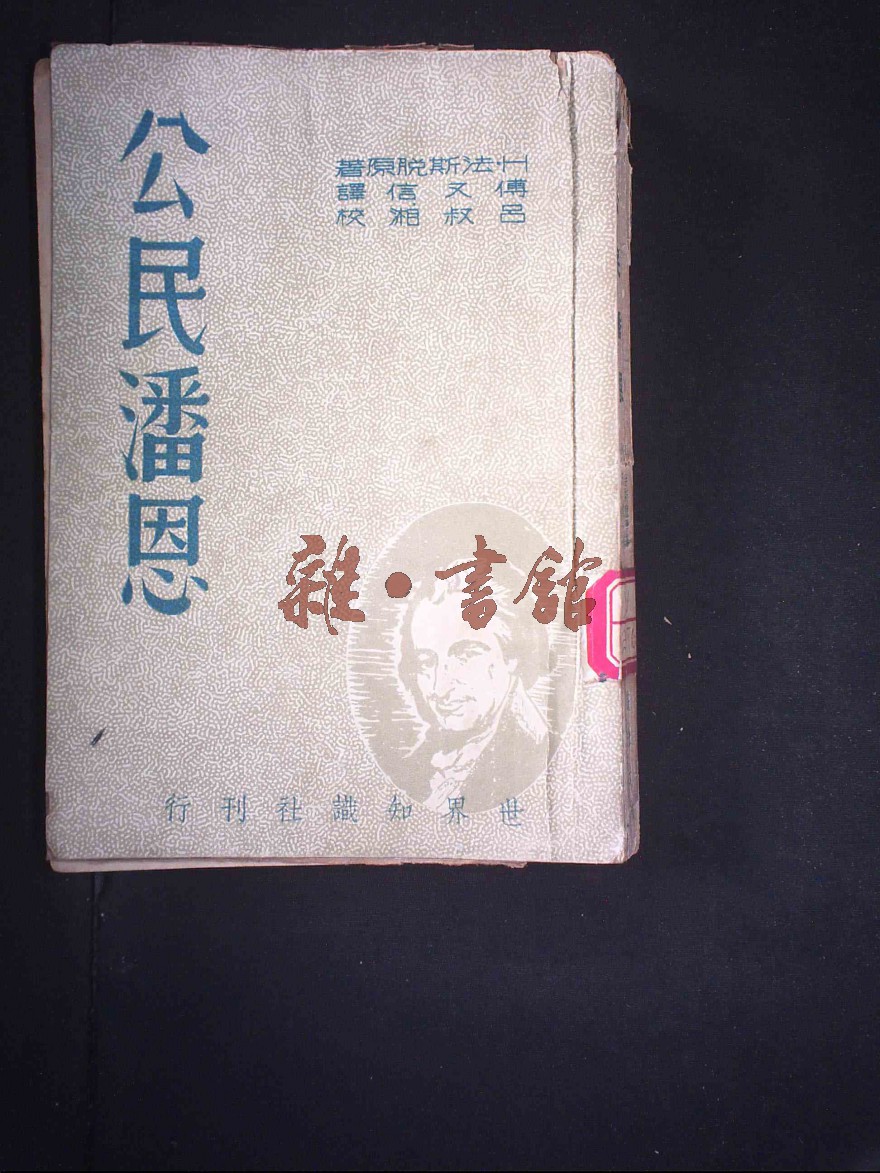 公民潘恩
法斯脫原著
傅又信譯
呂叔湘校
雜·書館
世界知識社刊行